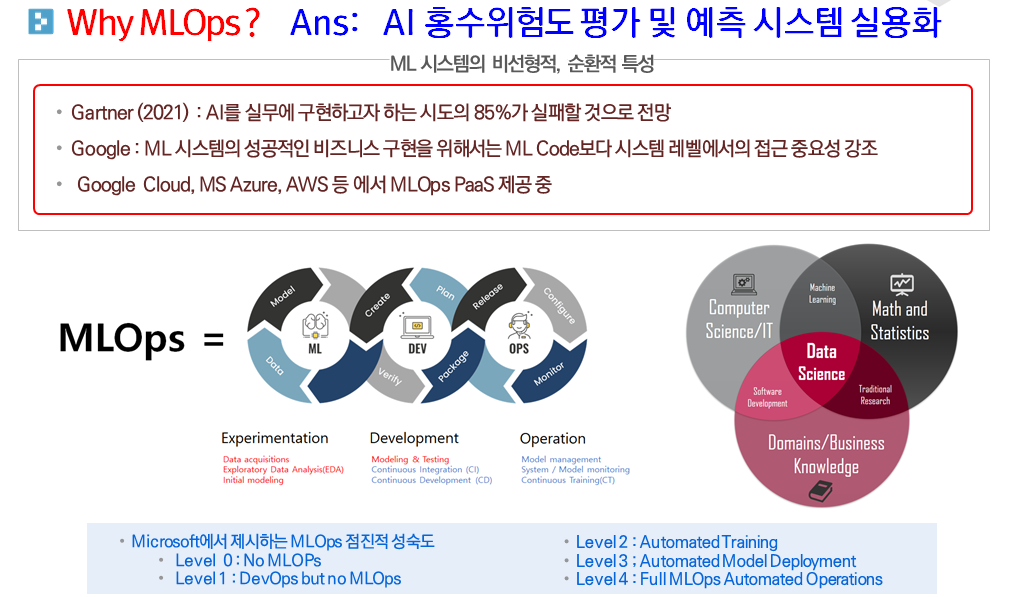 Why MLOps? Ans: AI 홍수위험도 평가 및 예측 시스템 실용화
ML 시스템의 비선형적, 순환적 특성
• Gartner (2021) : AI를 실무에 구현하고자 하는 시도의 85%가 실패할 것으로 전망
• Google : ML 시스템의 성공적인 비즈니스 구현을 위해서는 ML Code보다 시스템 레벨에서의 접근 중요성 강조
• Google Cloud, MS Azure, AWS 등 에서 MLOps PaaS 제공 중
MLOps =
Model
Data
ML
Create
Plan
Verify
Package
DEV
Release
Configure
Monitor
OPS
Computer
Science/IT
Machine
Learning
Math and
Statistics
Data
Science
Software
Development
Traditional
Research
Domains/Business
Knowledge
Experimentation
Data acquisitions
Exploratory Data Analysis(EDA)
Initial modeling
Development
Modeling & Testing
Continuous Integration (CI)
Continuous Development (CD)
Operation
Model management
System / Model monitoring
Continuous Training(CT)
• Microsoft에서 제시하는 MLOps 점진적 성숙도
• Level 0 : No MLOPs
• Level 1 : DevOps but no MLOps
• Level 2 : Automated Training
• Level 3 ; Automated Model Deployment
• Level 4 : Full MLOps Automated Operations